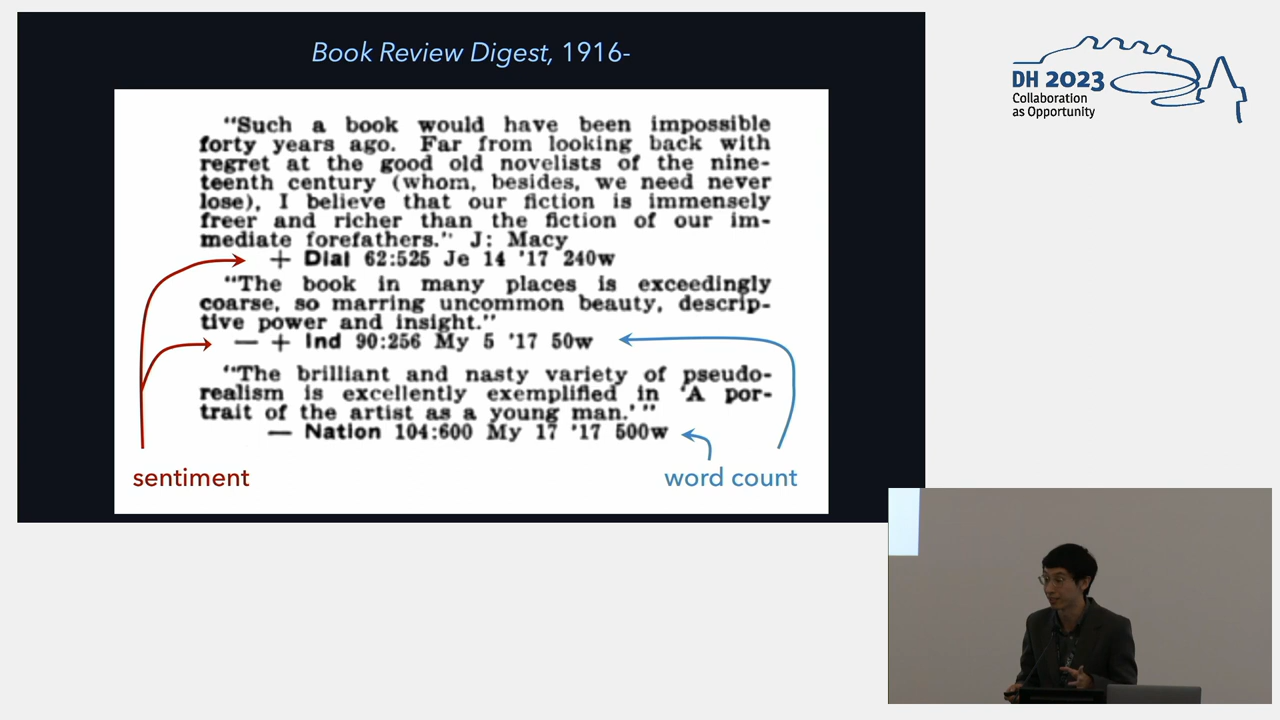 Book Review Digest, 1916-
"Such a book would have been impossible
forty years ago. Far from looking back with
regret at the good old novelists of the nine-
teenth century (whom, besides, we need never
lose), I believe that our fiction is immensely
freer and richer than the fiction of our im-
mediate forefathers." J: Macy
+ Dial 62:525 Je 14 '17 240w
"The book in many places is exceedingly
coarse, so marring uncommon beauty, descrip-
tive power and insight."
— + Ind 90:256 My 5 '17 50w
"The brilliant and nasty variety of pseudo-
realism is excellently exemplified in 'A por-
trait of the artist as a young man.' "
— Nation 104:600 My 17 '17 500w
sentiment
word count
DH 2023
Collaboration
as Opportunity